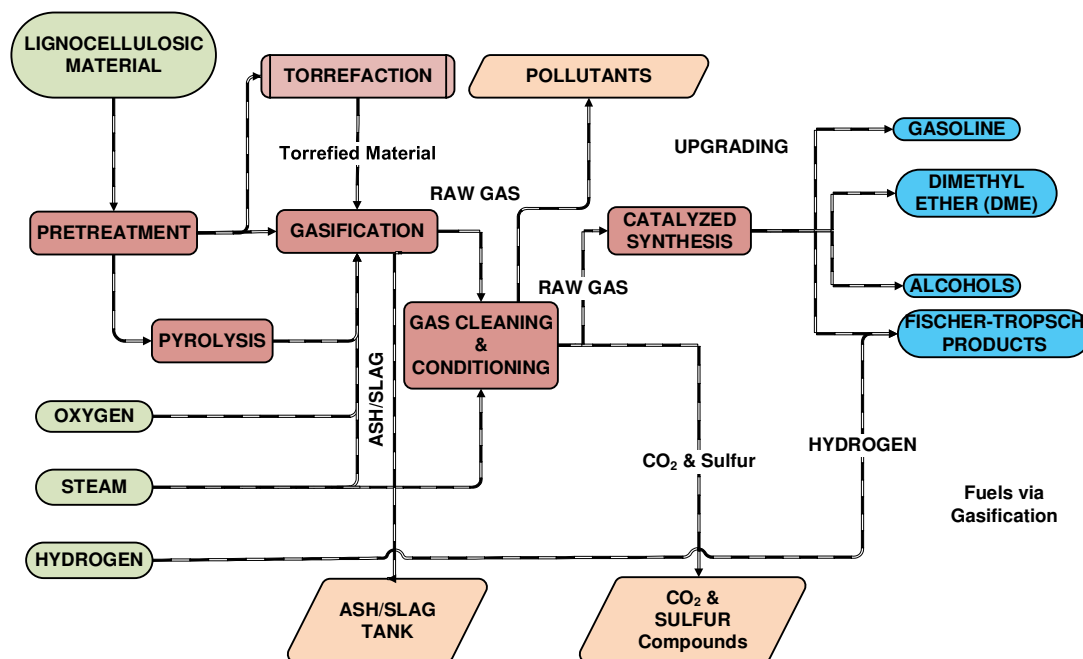 LIGNOCELLULOSIC
MATERIAL
TORREFACTION
POLLUTANTS
GASOLINE
Torrefied Material
UPGRADING
DIMETHYL
ETHER (DME)
RAW GAS
PRETREATMENT
GASIFICATION
CATALYZED
SYNTHESIS
RAW GAS
ALCOHOLS
GAS CLEANING
&
CONDITIONING
FISCHER-TROPSCH
PRODUCTS
PYROLYSIS
ASH/SLAG
OXYGEN
HYDROGEN
CO₂ & Sulfur
STEAM
Fuels via
Gasification
HYDROGEN
ASH/SLAG
TANK
CO₂ &
SULFUR
Compounds